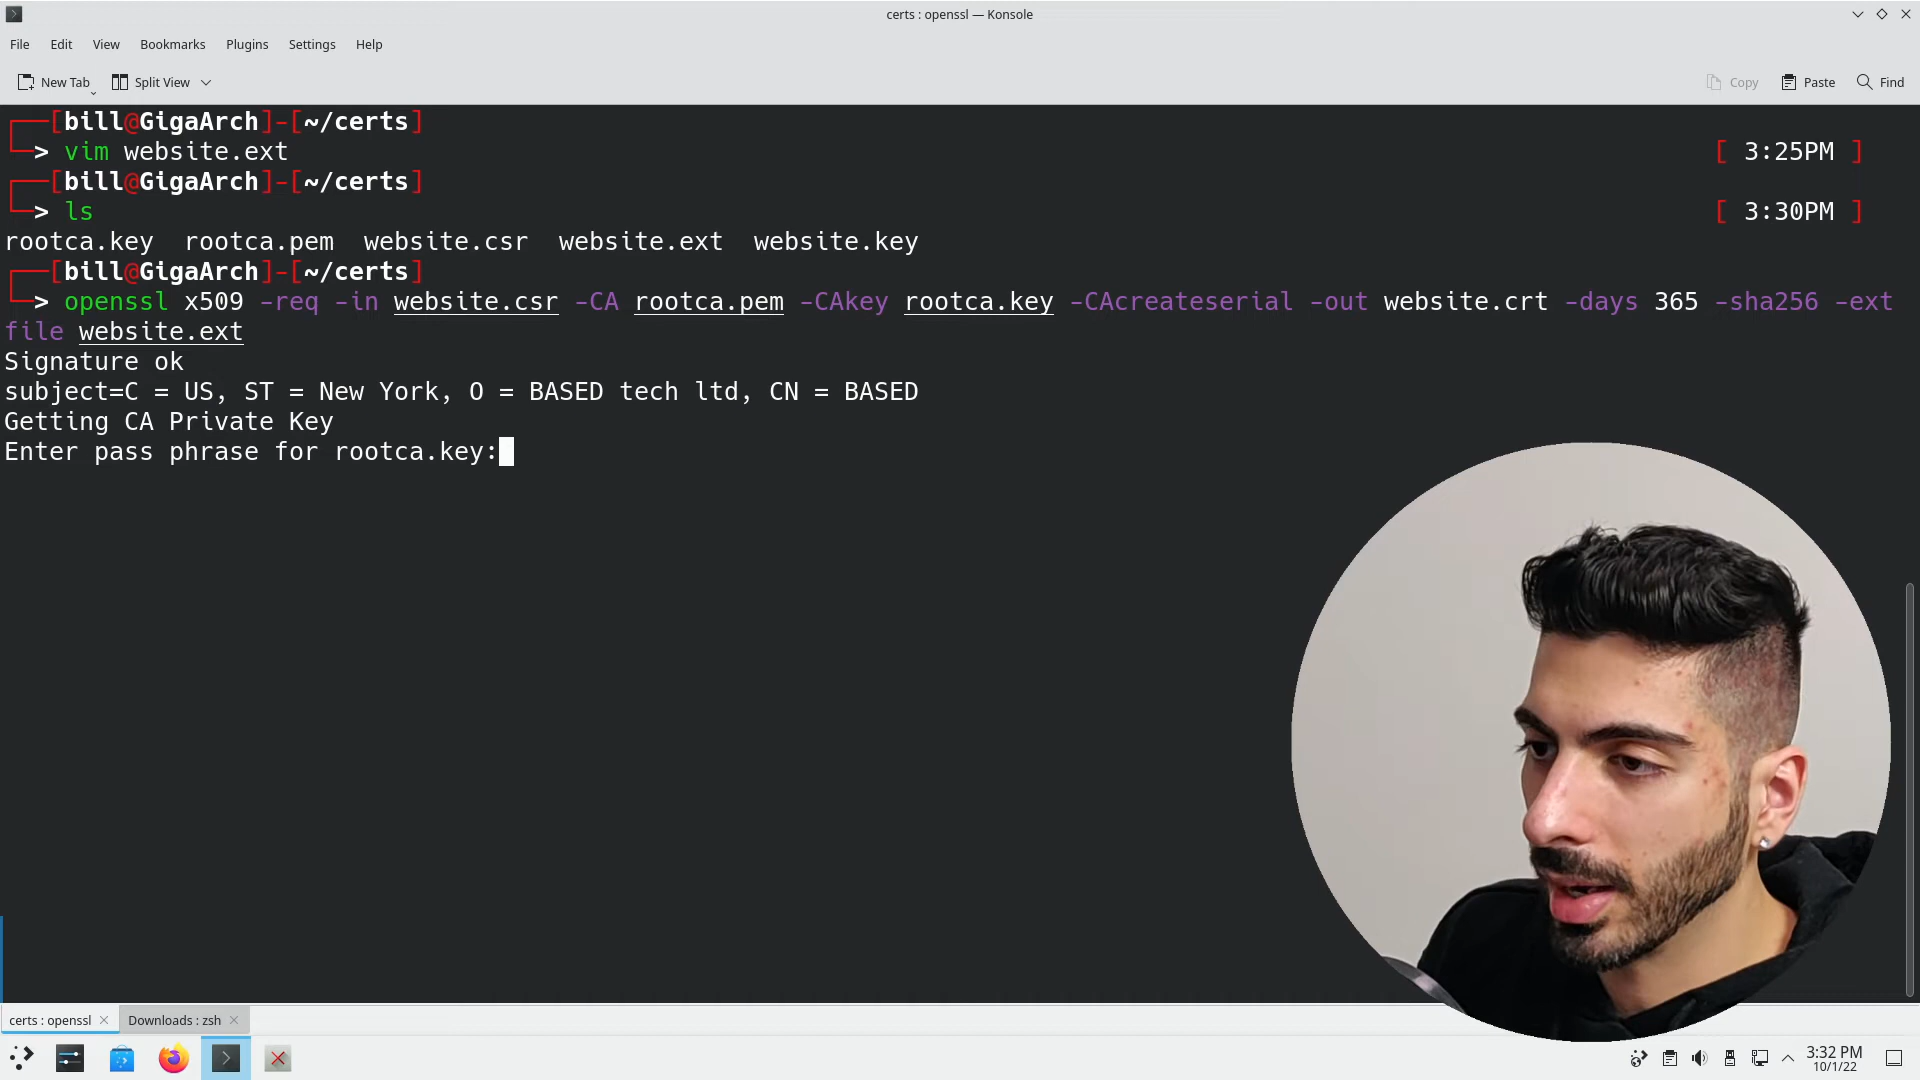 certs : openssl — Konsole
File Edit View Bookmarks Plugins Settings Help
New Tab Split View Copy Paste Find
[bill@GigaArch]-[~/certs]
> vim website.ext [ 3:25PM ]
[bill@GigaArch]-[~/certs]
> ls [ 3:30PM ]
rootca.key rootca.pem website.csr website.ext website.key
[bill@GigaArch]-[~/certs]
> openssl x509 -req -in website.csr -CA rootca.pem -CAkey rootca.key -CAcreateserial -out website.crt -days 365 -sha256 -ext
file website.ext
Signature ok
subject=C = US, ST = New York, O = BASED tech ltd, CN = BASED
Getting CA Private Key
Enter pass phrase for rootca.key:
certs : openssl Downloads : zsh
3:32 PM
10/1/22